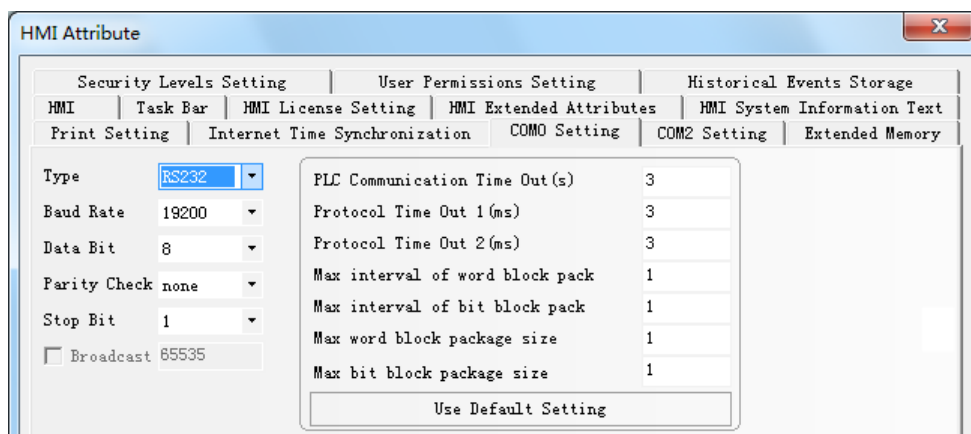 HMI Attribute
Security Levels Setting User Permissions Setting Historical Events Storage
HMI Task Bar HMI License Setting HMI Extended Attributes HMI System Information Text
Print Setting Internet Time Synchronization COM0 Setting COM2 Setting Extended Memory
Type RS232
Baud Rate 19200
Data Bit 8
Parity Check none
Stop Bit 1
Broadcast 65535
PLC Communication Time Out(s) 3
Protocol Time Out 1(ms) 3
Protocol Time Out 2(ms) 3
Max interval of word block pack 1
Max interval of bit block pack 1
Max word block package size 1
Max bit block package size 1
Use Default Setting